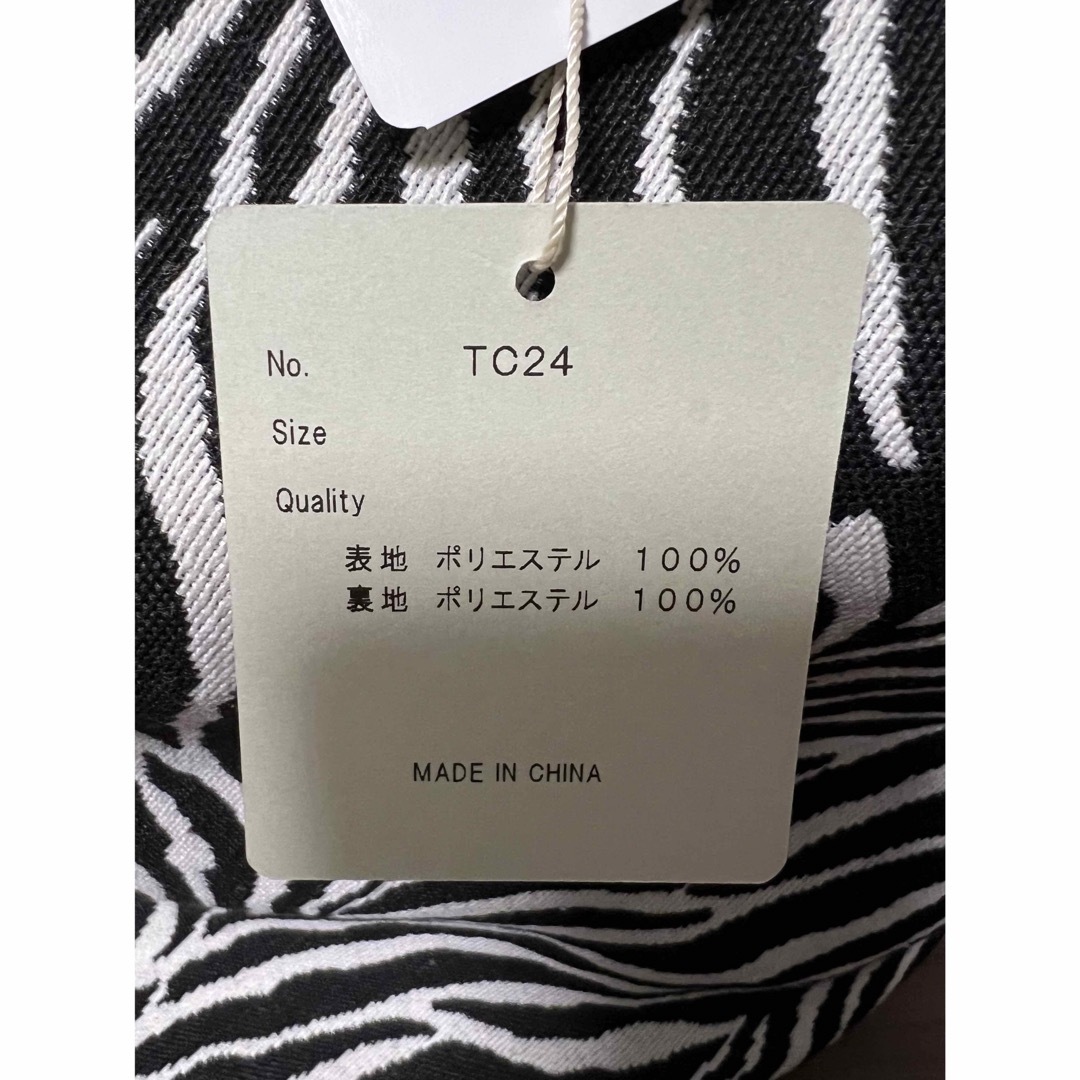 No. TC24
Size
Quality
表地 ポリエステル 100%
裏地 ポリエステル 100%
MADE IN CHINA